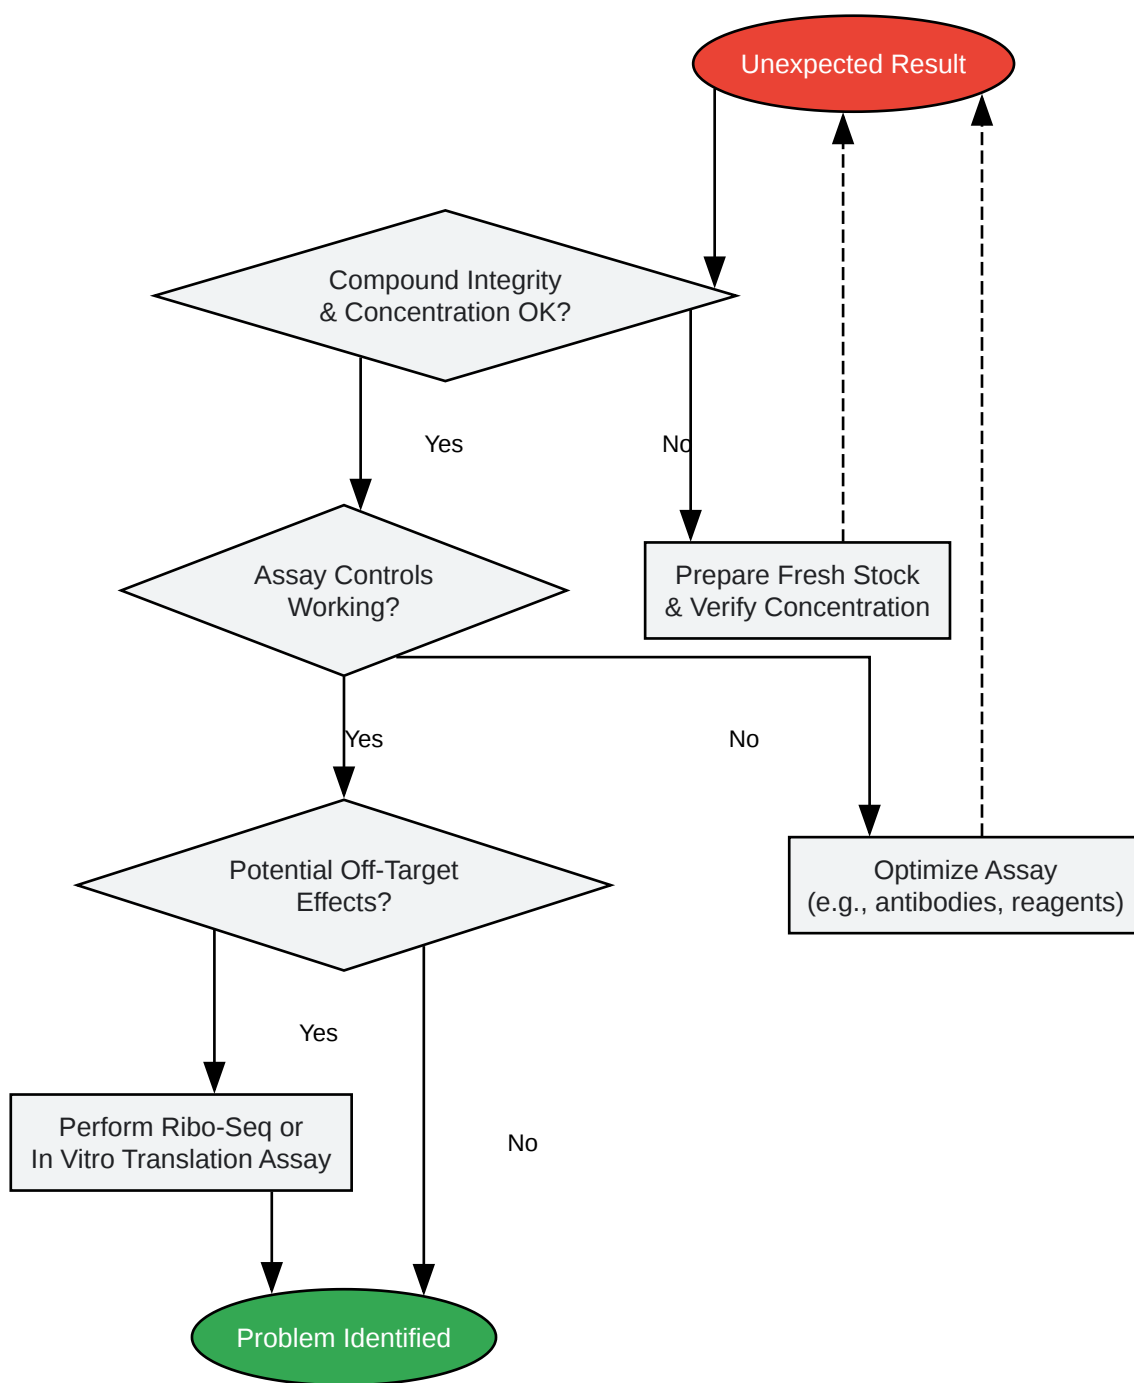 Unexpected Result
Compound Integrity
& Concentration OK?
Yes
No
Assay Controls
Working?
Prepare Fresh Stock
& Verify Concentration
Yes
No
Potential Off-Target
Effects?
Optimize Assay
(e.g., antibodies, reagents)
Yes
Perform Ribo-Seq or
In Vitro Translation Assay
No
Problem Identified